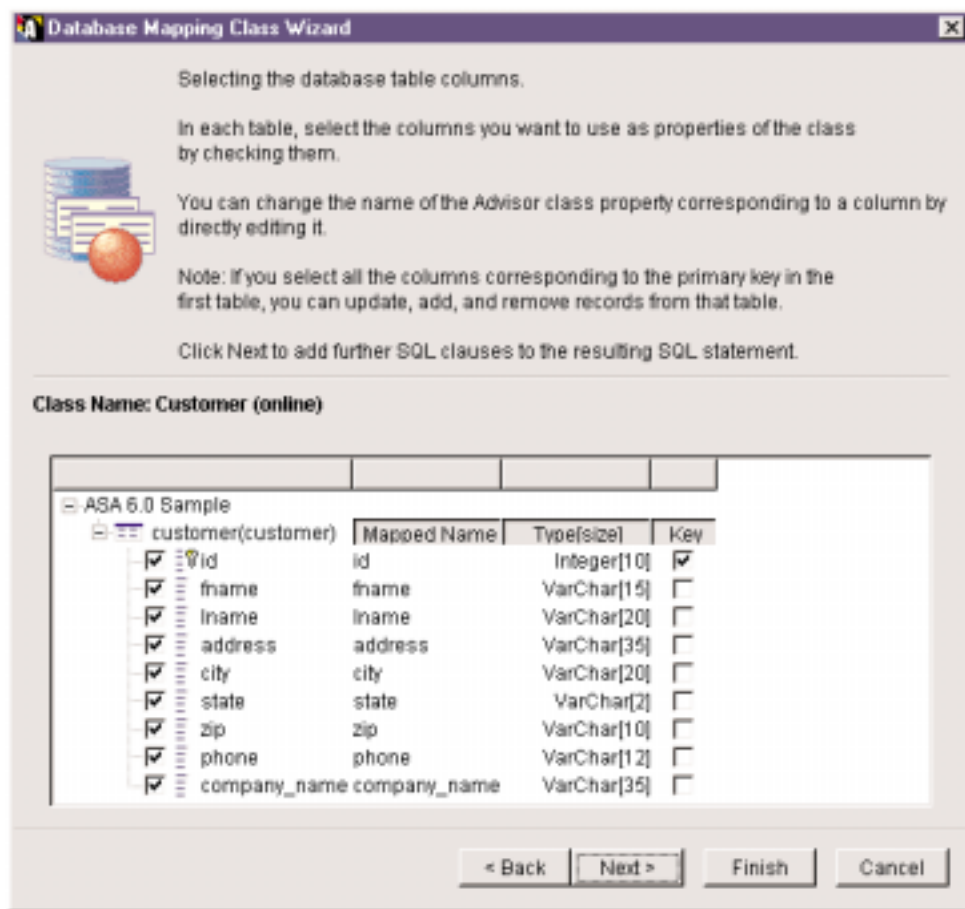 Database Mapping Class Wizard
Selecting the database table columns.
In each table, select the columns you want to use as properties of the class
by checking them.
You can change the name of the Advisor class property corresponding to a column by
directly editing it.
Note: If you select all the columns corresponding to the primary key in the
first table, you can update, add, and remove records from that table.
Click Next to add further SQL clauses to the resulting SQL statement.
Class Name: Customer (online)
ASA 6.0 Sample
customer(customer) Mapped Name Type[size] Key
id id Integer[10]
fname fname VarChar[15]
lname lname VarChar[20]
address address VarChar[35]
city city VarChar[20]
state state VarChar[2]
zip zip VarChar[10]
phone phone VarChar[12]
company_name company_name VarChar[35]
< Back Next > Finish Cancel